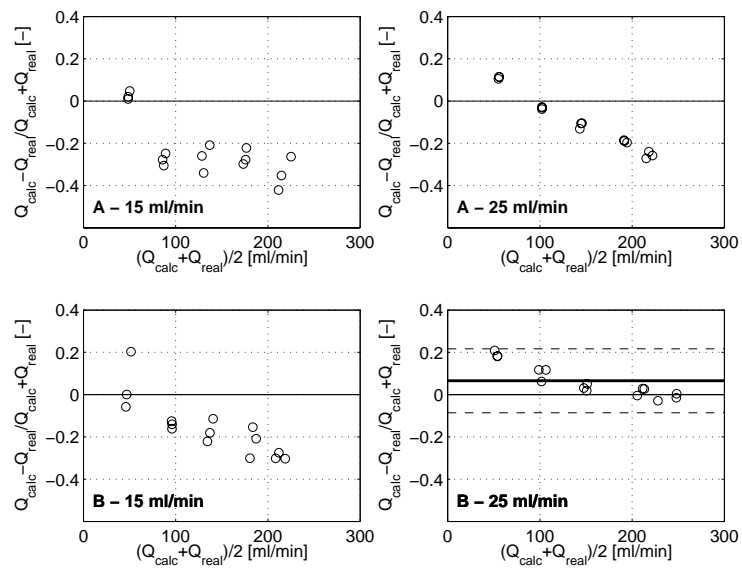 0.4
0.2
0
−0.2
−0.4
Q_calc−Q_real/Q_calc+Q_real [−]
A − 15 ml/min
0 100 200 300
(Q_calc+Q_real)/2 [ml/min]
0.4
0.2
0
−0.2
−0.4
Q_calc−Q_real/Q_calc+Q_real [−]
A − 25 ml/min
0 100 200 300
(Q_calc+Q_real)/2 [ml/min]
0.4
0.2
0
−0.2
−0.4
Q_calc−Q_real/Q_calc+Q_real [−]
B − 15 ml/min
0 100 200 300
(Q_calc+Q_real)/2 [ml/min]
0.4
0.2
0
−0.2
−0.4
Q_calc−Q_real/Q_calc+Q_real [−]
B − 25 ml/min
0 100 200 300
(Q_calc+Q_real)/2 [ml/min]